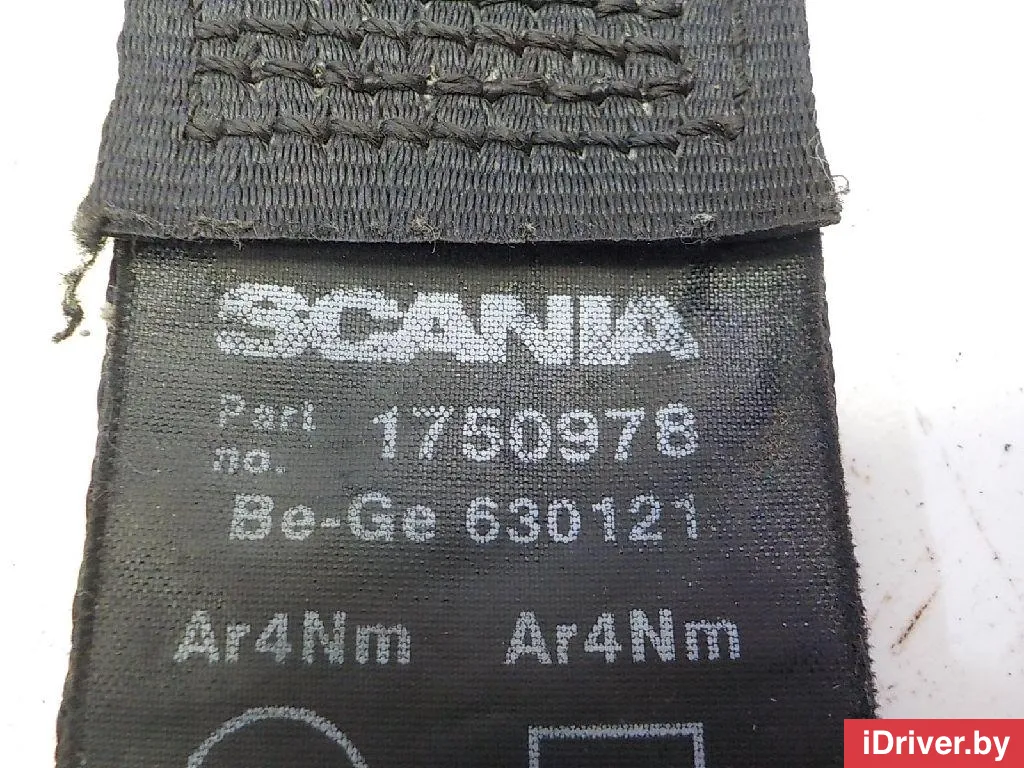 SCANIA
Part no. 1750978
Be-Ge 630121
Ar4Nm Ar4Nm
iDriver.by